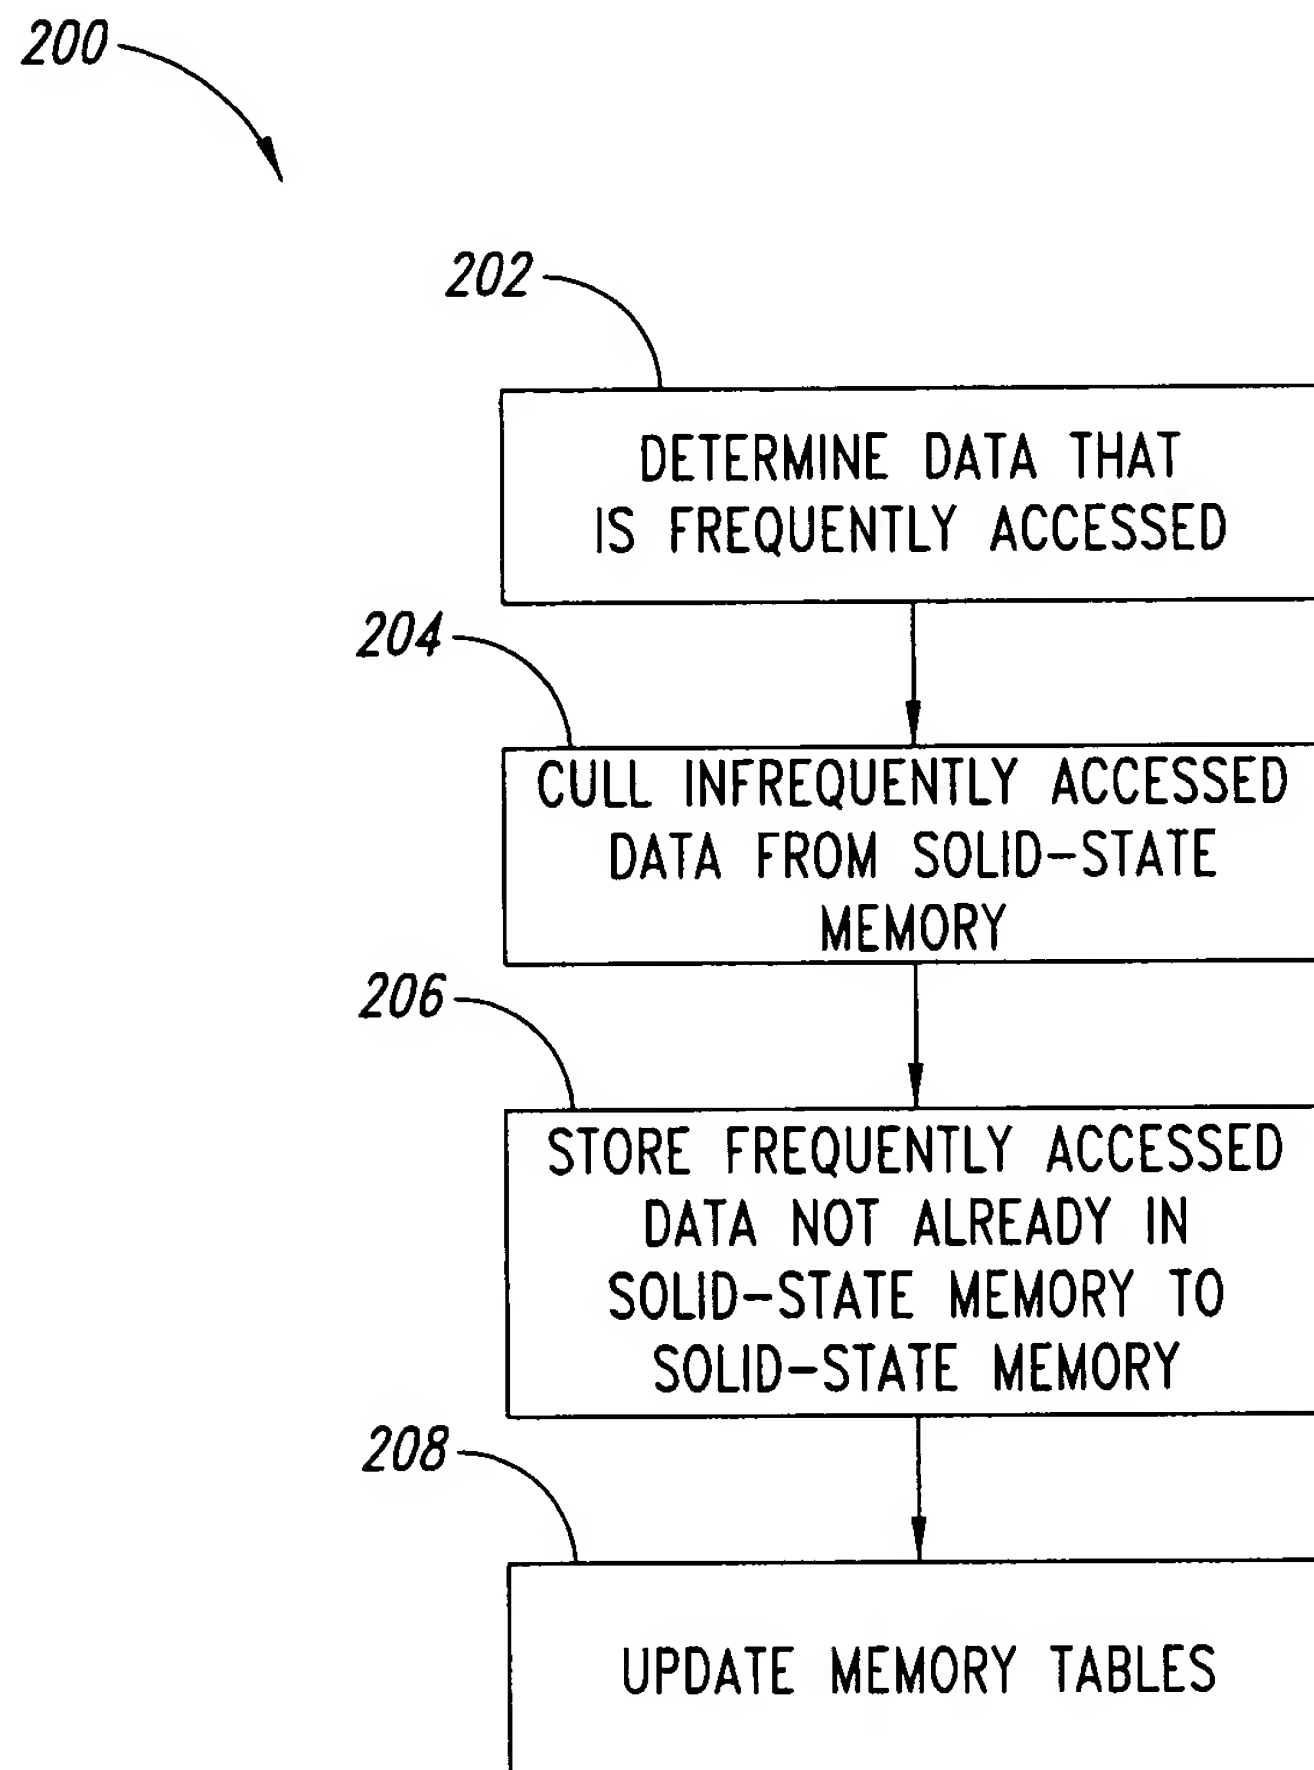 200
202
DETERMINE DATA THAT
IS FREQUENTLY ACCESSED
204
CULL INFREQUENTLY ACCESSED
DATA FROM SOLID-STATE
MEMORY
206
STORE FREQUENTLY ACCESSED
DATA NOT ALREADY IN
SOLID-STATE MEMORY TO
SOLID-STATE MEMORY
208
UPDATE MEMORY TABLES